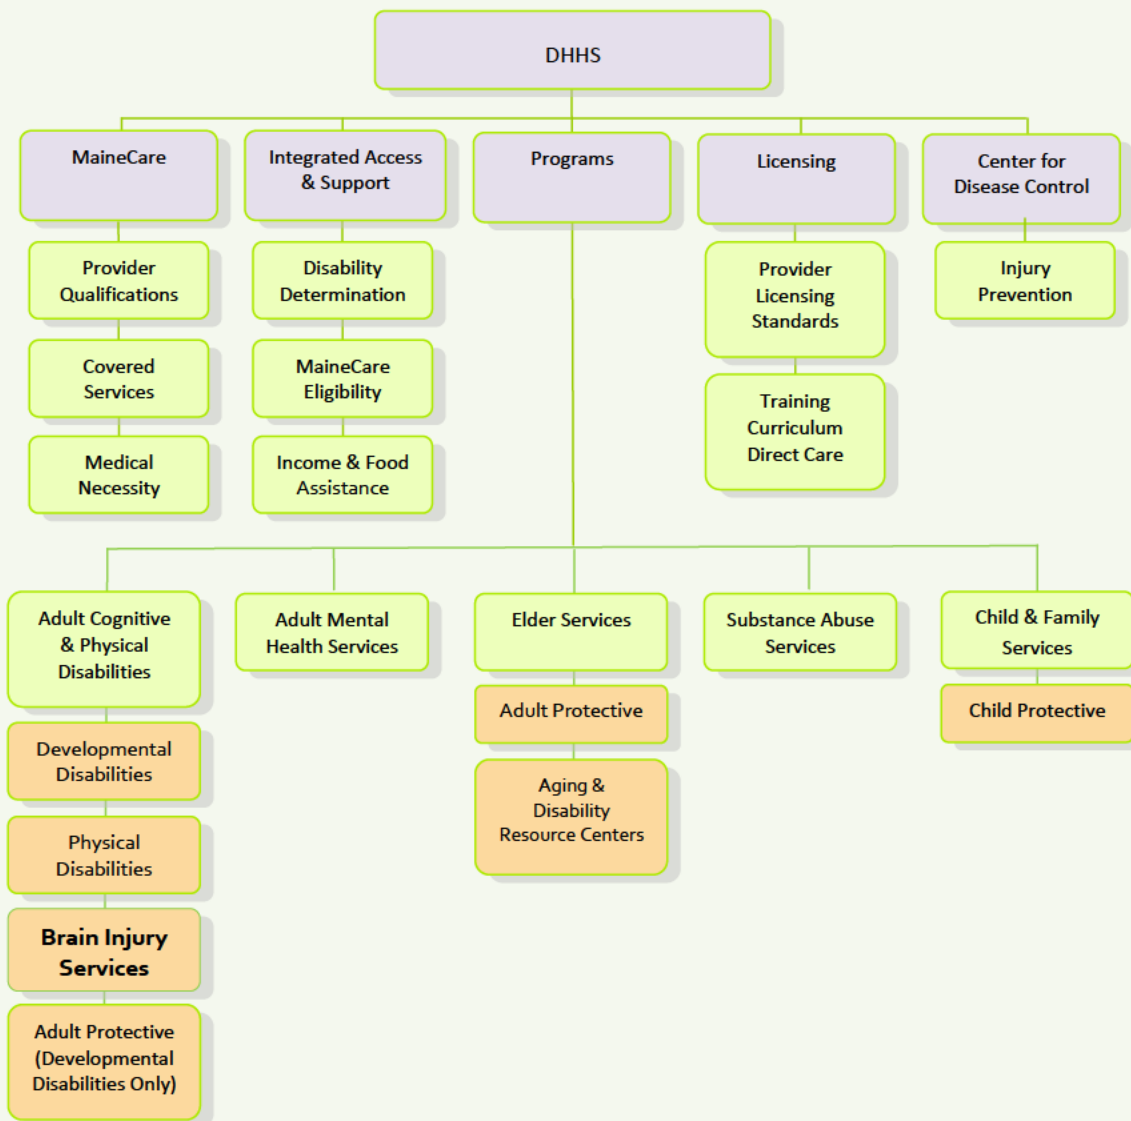 DHHS
MaineCare
Integrated Access
& Support
Programs
Licensing
Center for
Disease Control
Provider
Qualifications
Covered
Services
Medical
Necessity
Disability
Determination
MaineCare
Eligibility
Income & Food
Assistance
Provider
Licensing
Standards
Training
Curriculum
Direct Care
Injury
Prevention
Adult Cognitive
& Physical
Disabilities
Developmental
Disabilities
Physical
Disabilities
Brain Injury
Services
Adult Protective
(Developmental
Disabilities Only)
Adult Mental
Health Services
Elder Services
Adult Protective
Aging &
Disability
Resource Centers
Substance Abuse
Services
Child & Family
Services
Child Protective